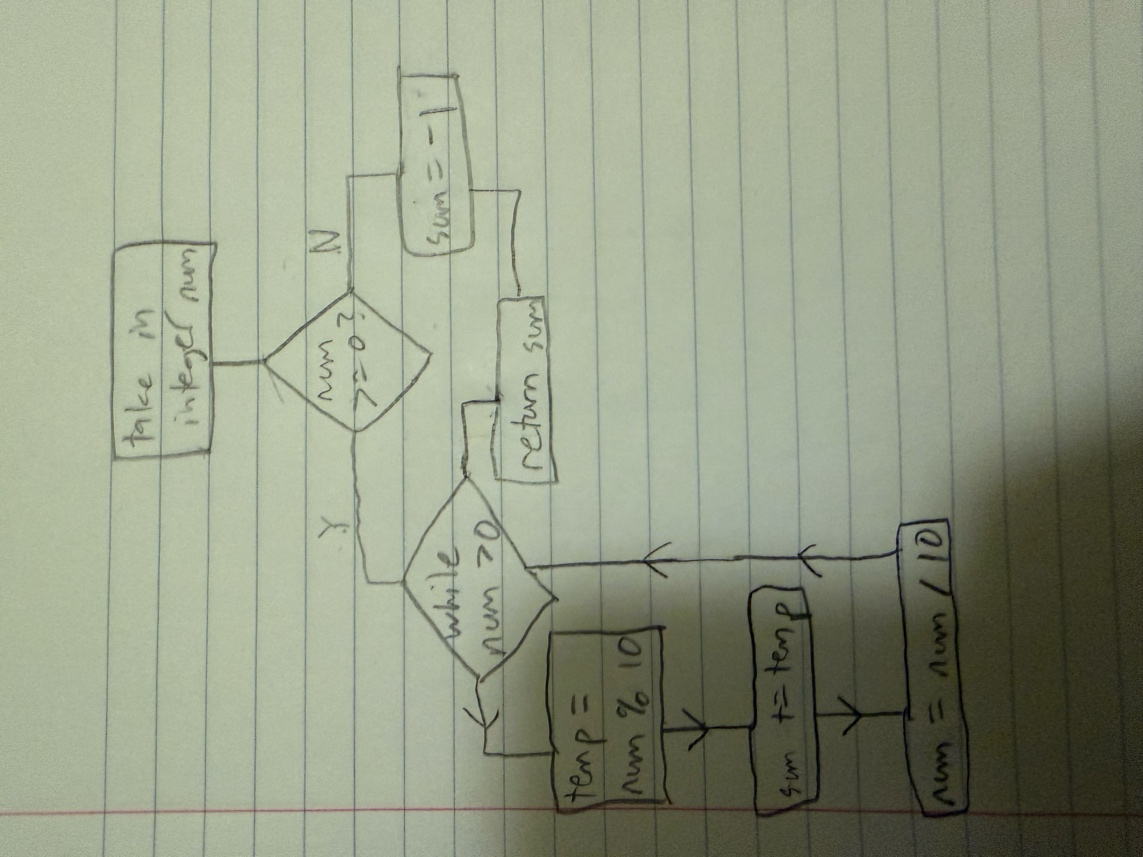 take in
integer num
num
>=0?
Y
N
sum = -1
while
num >0
return sum
temp =
num % 10
sum += temp
num = num / 10